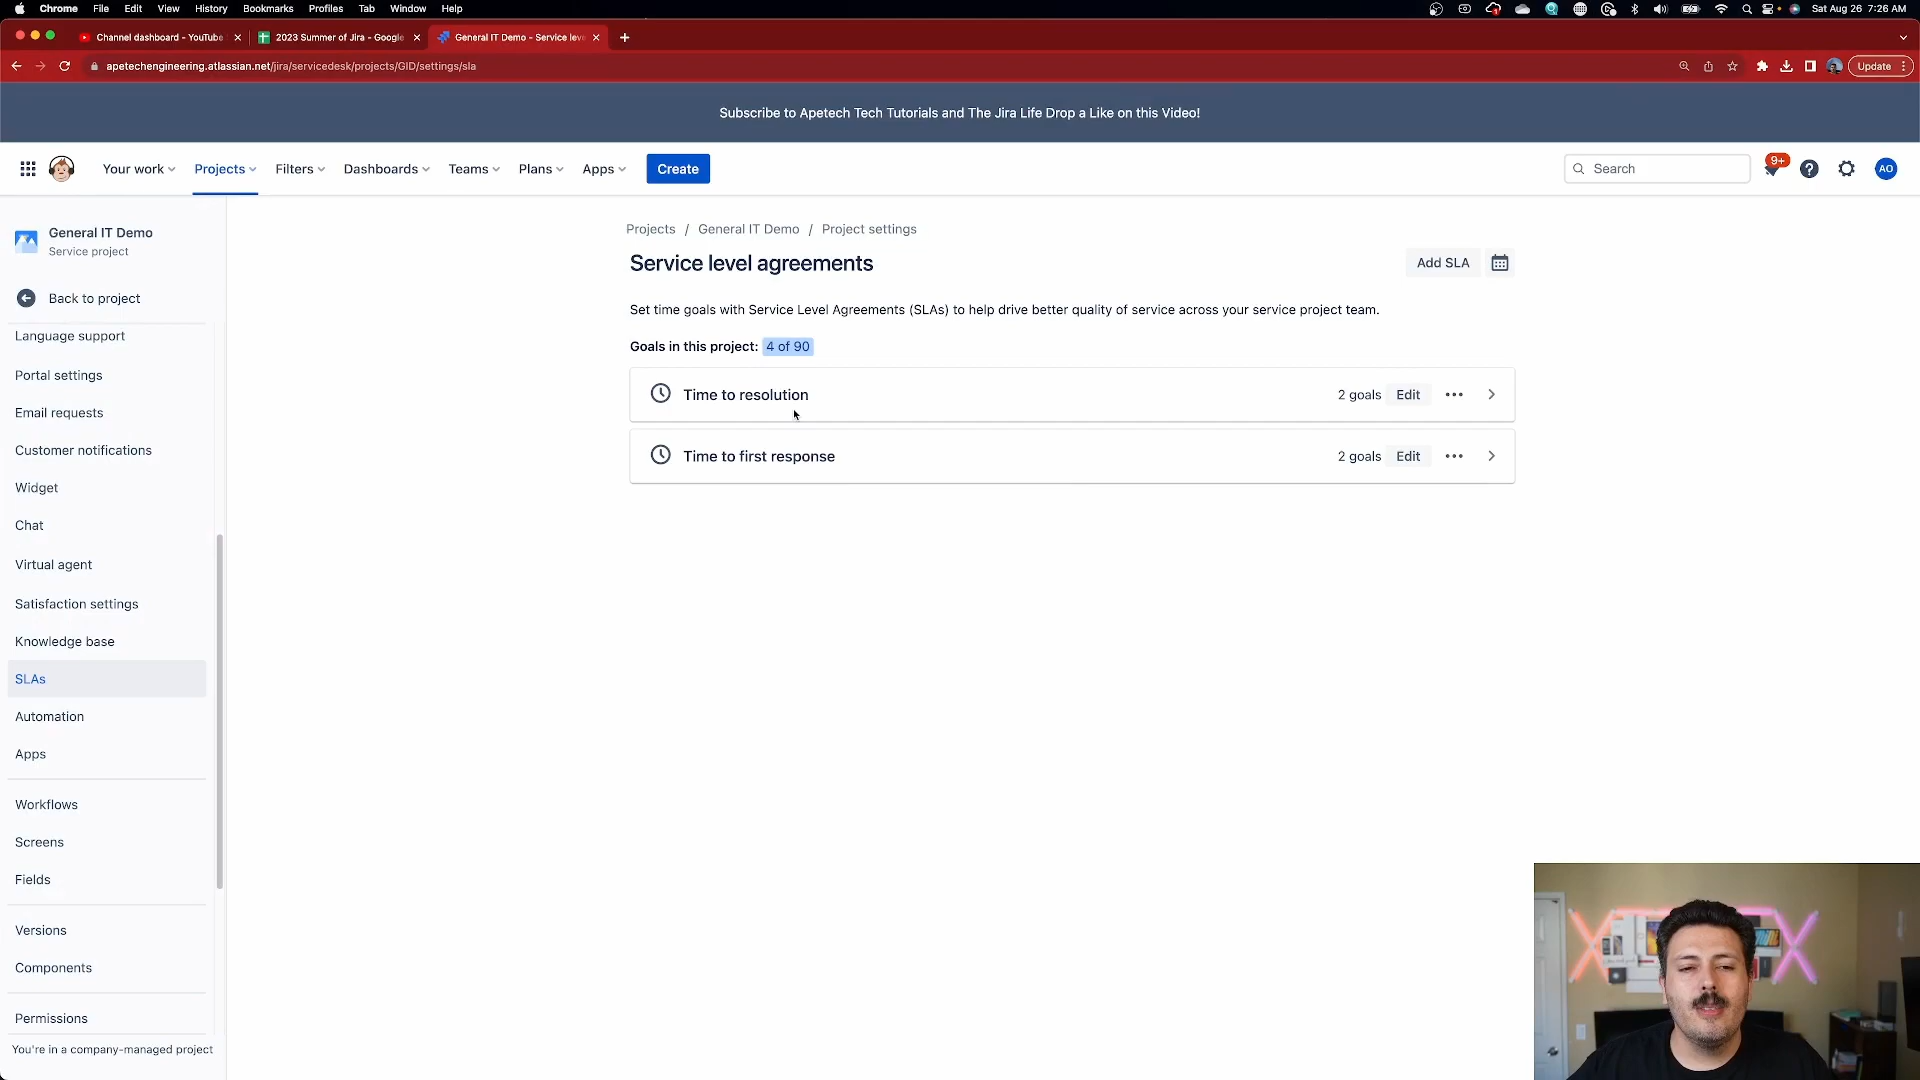 Chrome File Edit View History Bookmarks Profiles Tab Window Help
Sat Aug 26 7:26 AM
Channel dashboard - YouTube
2023 Summer of Jira - Google
General IT Demo - Service leve
apetechengineering.atlassian.net/jira/servicedesk/projects/GID/settings/sla
Update
Subscribe to Apetech Tech Tutorials and The Jira Life Drop a Like on this Video!
Your work Projects Filters Dashboards Teams Plans Apps Create
Search
9+
AO
General IT Demo
Service project
Back to project
Language support
Portal settings
Email requests
Customer notifications
Widget
Chat
Virtual agent
Satisfaction settings
Knowledge base
SLAs
Automation
Apps
Workflows
Screens
Fields
Versions
Components
Permissions
You're in a company-managed project
Projects / General IT Demo / Project settings
Service level agreements
Add SLA
Set time goals with Service Level Agreements (SLAs) to help drive better quality of service across your service project team.
Goals in this project: 4 of 90
Time to resolution 2 goals Edit
Time to first response 2 goals Edit